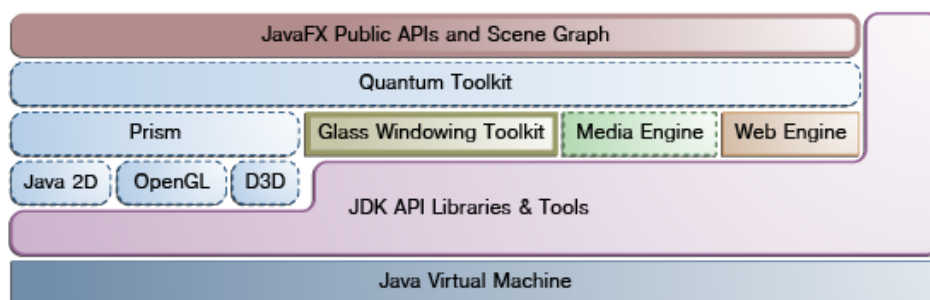 JavaFX Public APIs and Scene Graph
Quantum Toolkit
Prism
Glass Windowing Toolkit
Media Engine
Web Engine
Java 2D
OpenGL
D3D
JDK API Libraries & Tools
Java Virtual Machine